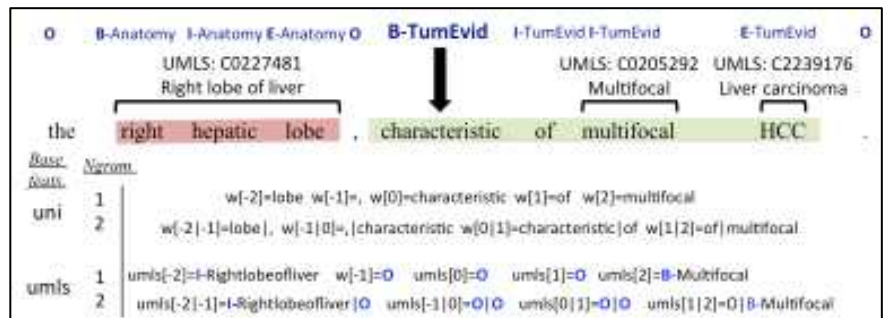 O B-Anatomy I-Anatomy E-Anatomy O B-TumEvid I-TumEvid I-TumEvid E-TumEvid O
UMLS: C0227481 UMLS: C0205292 UMLS: C2239176
Right lobe of liver Multifocal Liver carcinoma
the right hepatic lobe , characteristic of multifocal HCC .
Base feats. Ngram
uni
1 w[-2]=lobe w[-1]=, w[0]=characteristic w[1]=of w[2]=multifocal
2 w[-2|-1]=lobe|, w[-1|0]=,|characteristic w[0|1]=characteristic|of w[1|2]=of|multifocal
umls
1 umls[-2]=I-Rightlobeofliver w[-1]=O umls[0]=O umls[1]=O umls[2]=B-Multifocal
2 umls[-2|-1]=I-Rightlobeofliver|O umls[-1|0]=O|O umls[0|1]=O|O umls[1|2]=O|B-Multifocal